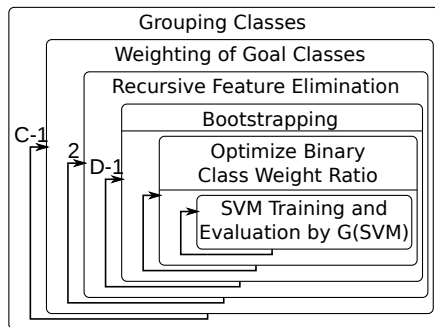 Grouping Classes
Weighting of Goal Classes
Recursive Feature Elimination
Bootstrapping
C-1
2
D-1
Optimize Binary
Class Weight Ratio
SVM Training and
Evaluation by G(SVM)